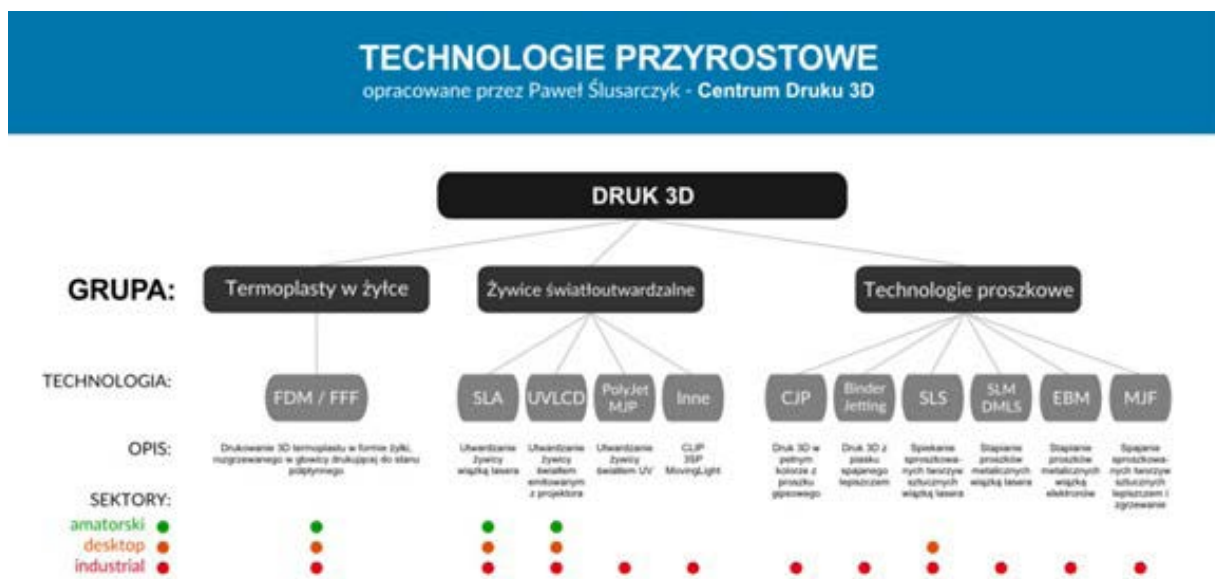 TECHNOLOGIE PRZYROSTOWE
opracowane przez Paweł Ślusarczyk - Centrum Druku 3D
DRUK 3D
GRUPA:
Termoplasty w żyłce
Żywice światłoutwardzalne
Technologie proszkowe
TECHNOLOGIA:
FDM / FFF
SLA
UVLCD
PolyJet
MJP
Inne
CJP
Binder
Jetting
SLS
SLM
DMLS
EBM
MJF
OPIS:
Drukowanie 3D termoplastu w formie żyłki,
rozgrzewanego w głowicy drukującej do stanu
półpłynnego
Utwardzanie
żywicy
wiązką lasera
Utwardzanie
żywicy
światłem
emitowanym
z projektora
Utwardzanie
żywicy
światłem UV
CLIP
3SP
MovingLight
Druk 3D w
pełnym
kolorze z
proszku
gipsowego
Druk 3D z
piasku
spajanego
lepiszczem
Spiekanie
sproszkowa-
nych tworzyw
sztucznych
wiązką lasera
Stapianie
proszków
metalicznych
wiązką lasera
Stapianie
proszków
metalicznych
wiązką
elektronów
Spajanie
sproszkowa-
nych tworzyw
sztucznych
lepiszczem i
zgrzewanie
SEKTORY:
amatorski
desktop
industrial